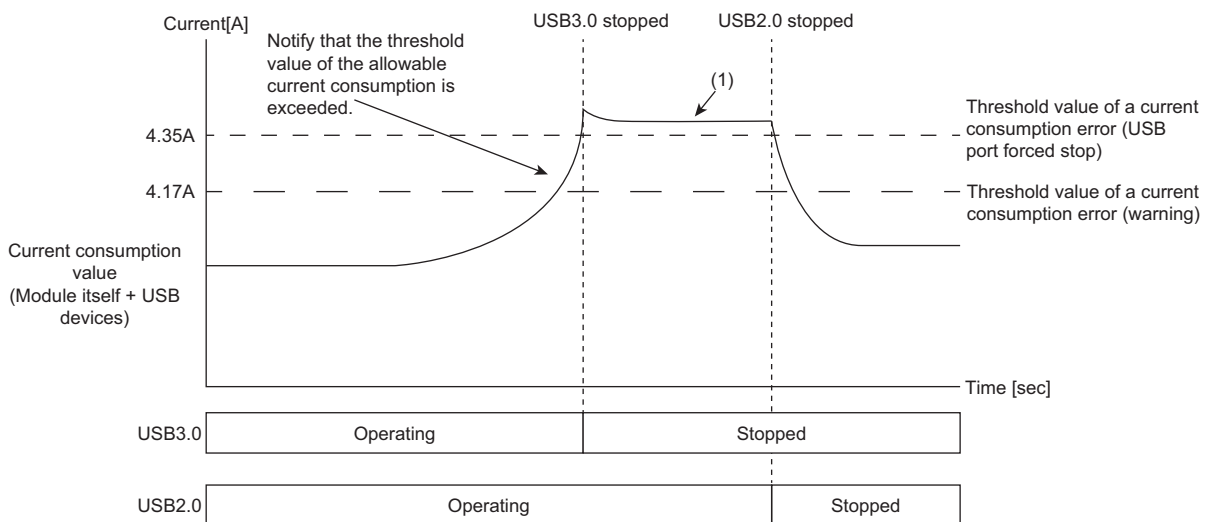 USB3.0 stopped
USB2.0 stopped
Current[A]
Notify that the threshold
value of the allowable
current consumption is
exceeded.
(1)
4.35A
Threshold value of a current
consumption error (USB
port forced stop)
4.17A
Threshold value of a current
consumption error (warning)
Current consumption
value
(Module itself + USB
devices)
Time [sec]
USB3.0
Operating
Stopped
USB2.0
Operating
Stopped